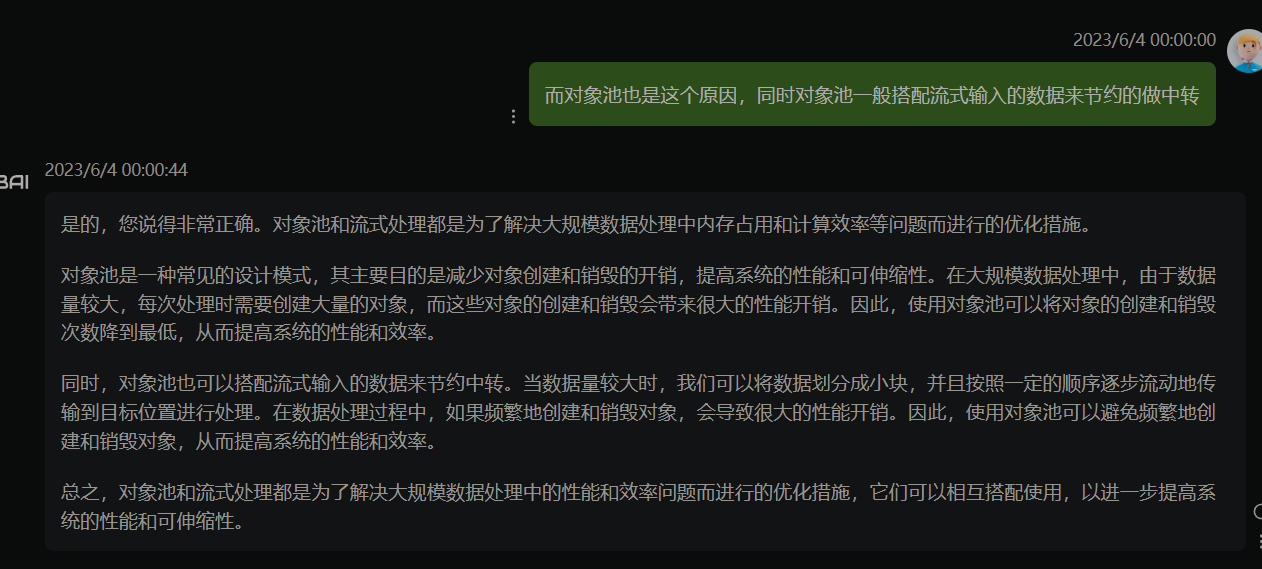 2023/6/4 00:00:00
而对象池也是这个原因，同时对象池一般搭配流式输入的数据来节约的做中转
2023/6/4 00:00:44
BAI
是的，您说得非常正确。对象池和流式处理都是为了解决大规模数据处理中内存占用和计算效率等问题而进行的优化措施。
对象池是一种常见的设计模式，其主要目的是减少对象创建和销毁的开销，提高系统的性能和可伸缩性。在大规模数据处理中，由于数据
量较大，每次处理时需要创建大量的对象，而这些对象的创建和销毁会带来很大的性能开销。因此，使用对象池可以将对象的创建和销毁
次数降到最低，从而提高系统的性能和效率。
同时，对象池也可以搭配流式输入的数据来节约中转。当数据量较大时，我们可以将数据划分成小块，并且按照一定的顺序逐步流动地传
输到目标位置进行处理。在数据处理过程中，如果频繁地创建和销毁对象，会导致很大的性能开销。因此，使用对象池可以避免频繁地创
建和销毁对象，从而提高系统的性能和效率。
总之，对象池和流式处理都是为了解决大规模数据处理中的性能和效率问题而进行的优化措施，它们可以相互搭配使用，以进一步提高系
统的性能和可伸缩性。